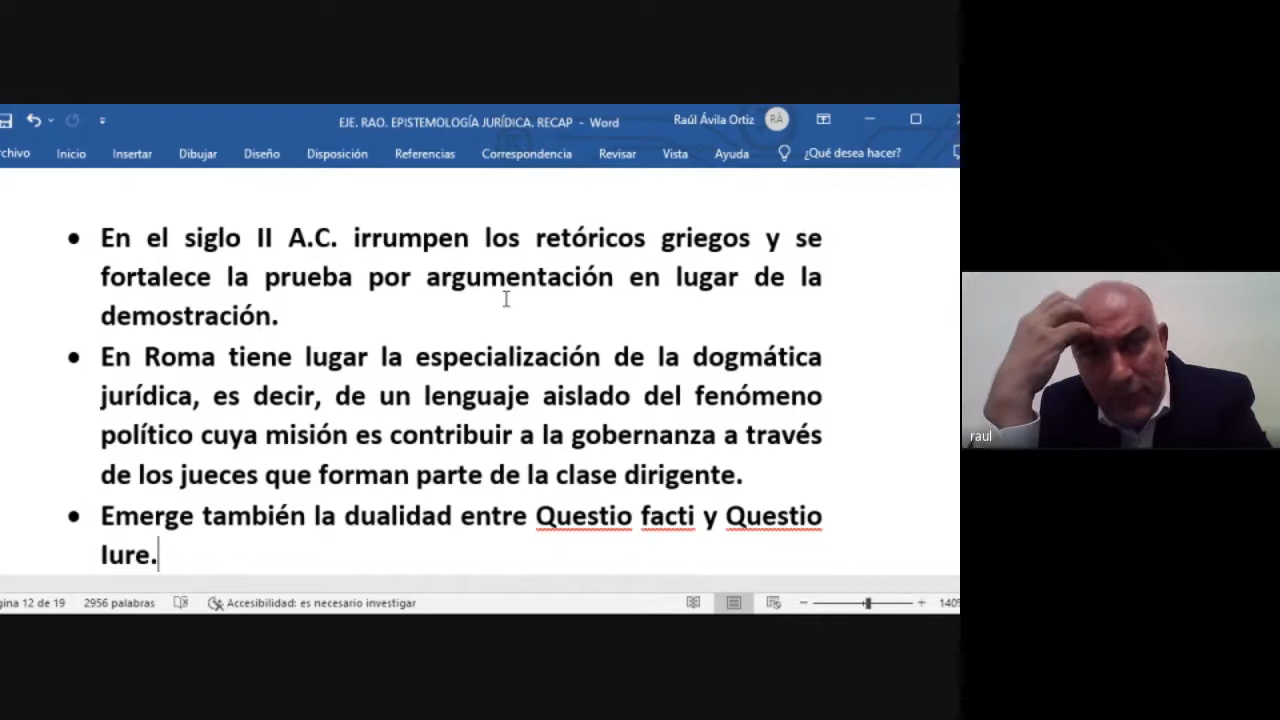 EJE. RAO. EPISTEMOLOGÍA JURÍDICA. RECAP - Word
Raúl Ávila Ortiz RÁ
rchivo Inicio Insertar Dibujar Diseño Disposición Referencias Correspondencia Revisar Vista Ayuda ¿Qué desea hacer?
• En el siglo II A.C. irrumpen los retóricos griegos y se
fortalece la prueba por argumentación en lugar de la
demostración.
• En Roma tiene lugar la especialización de la dogmática
jurídica, es decir, de un lenguaje aislado del fenómeno
político cuya misión es contribuir a la gobernanza a través
de los jueces que forman parte de la clase dirigente.
• Emerge también la dualidad entre Questio facti y Questio
Iure.
gina 12 de 19 2956 palabras Accesibilidad: es necesario investigar 140%
raul